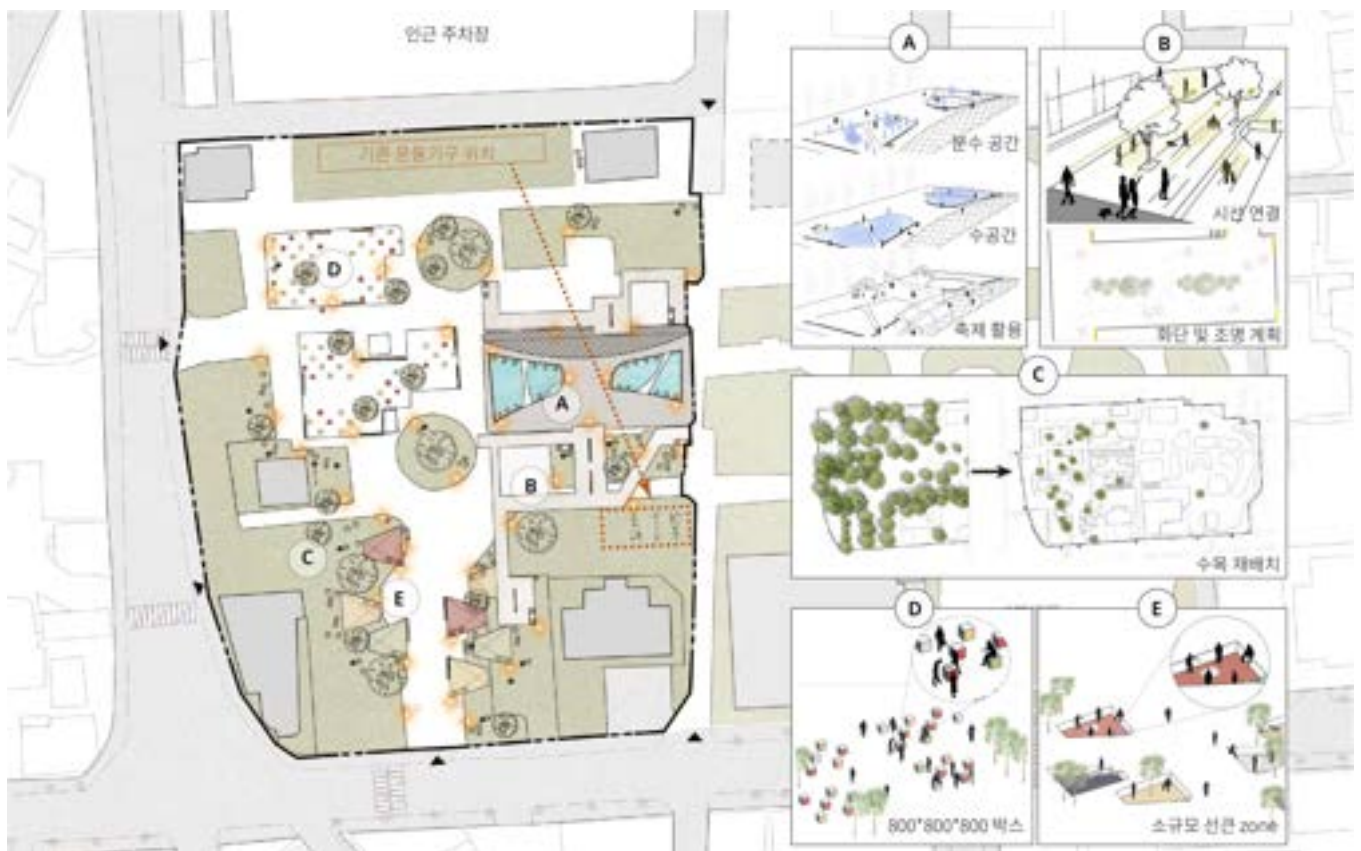 인근 주차장
기존 운동기구 위치
D
A
B
C
E
A
분수 공간
수공간
축제 활용
B
시선 연결
화단 및 조명 계획
C
수목 재배치
D
800*800*800 박스
E
소규모 선큰 zone